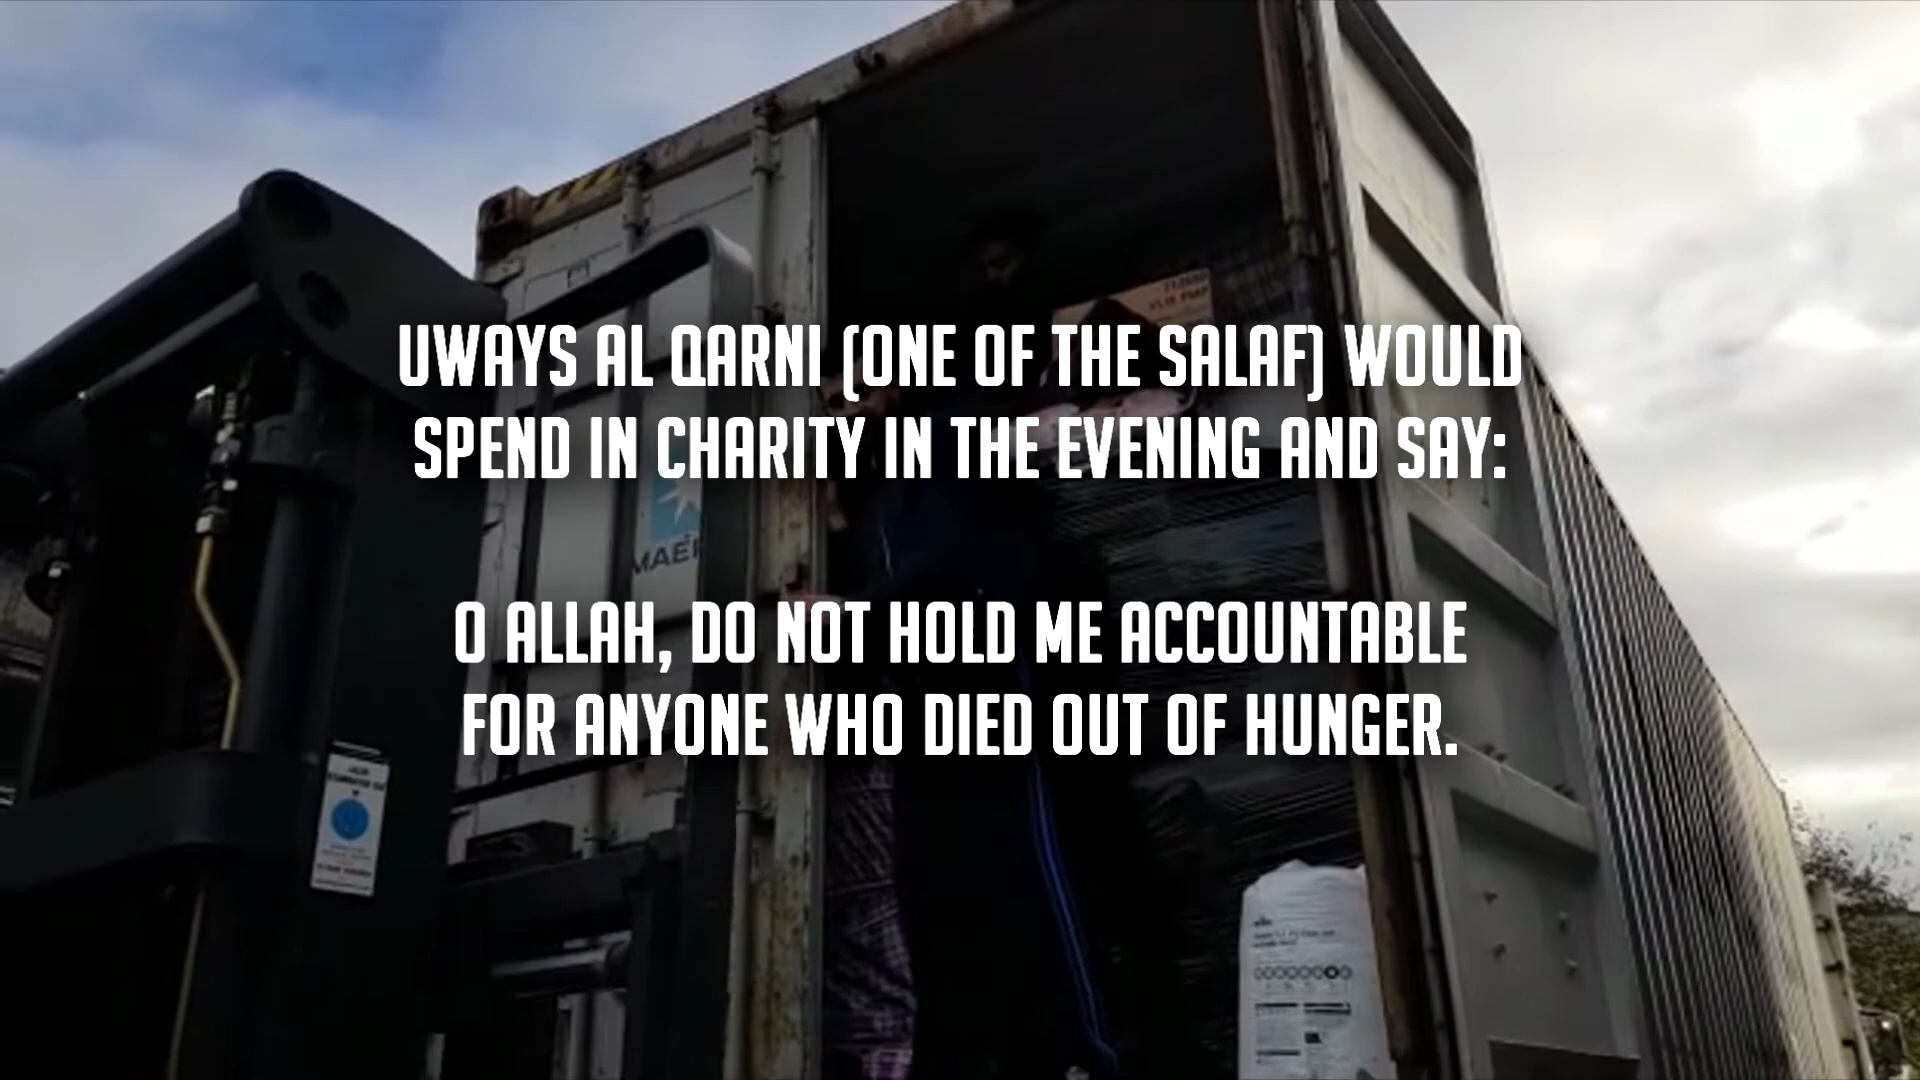 UWAYS AL QARNI (ONE OF THE SALAF) WOULD
SPEND IN CHARITY IN THE EVENING AND SAY:
O ALLAH, DO NOT HOLD ME ACCOUNTABLE
FOR ANYONE WHO DIED OUT OF HUNGER.